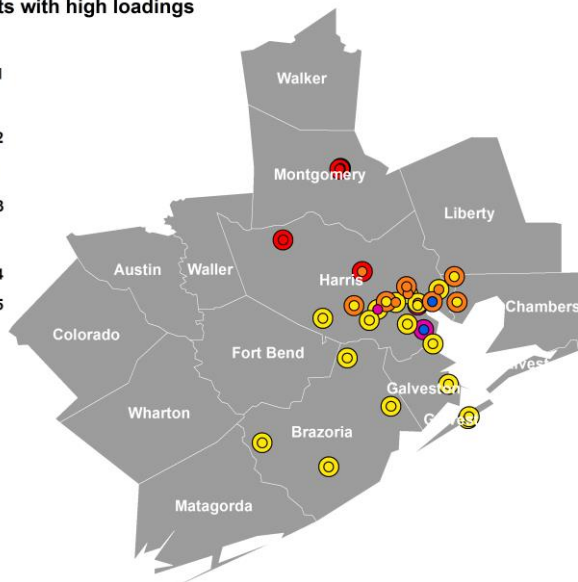 ts with high loadings
Walker
2
Montgomery
3
Liberty
Harris
4
Austin
Waller
5
Chambers
Colorado
Fort Bend
Galveston
Wharton
Brazoria
Matagorda